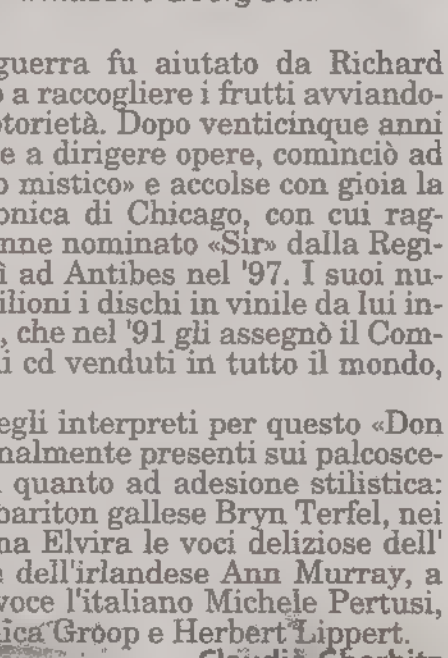 guerra fu aiutato da Richard
a raccogliere i frutti avviando-
torietà. Dopo venticinque anni
e a dirigere opere, cominciò ad
mistico» e accolse con gioia la
onica di Chicago, con cui rag-
nne nominato «Sir» dalla Regi-
ì ad Antibes nel '97. I suoi nu-
ilioni i dischi in vinile da lui in-
, che nel '91 gli assegnò il Com-
i cd venduti in tutto il mondo,
egli interpreti per questo «Don
nalmente presenti sui palcosce-
quanto ad adesione stilistica:
bariton gallese Bryn Terfel, nei
na Elvira le voci deliziose dell'
dell'irlandese Ann Murray, a
voce l'italiano Michele Pertusi,
ica Groop e Herbert Lippert.